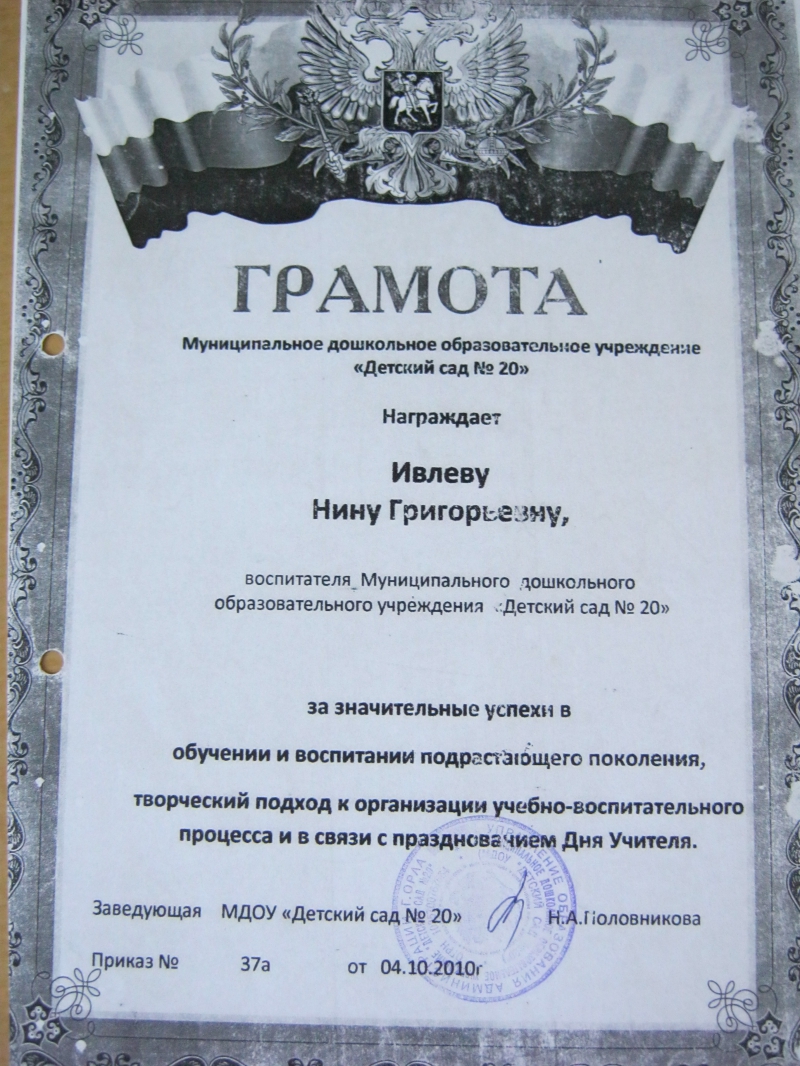 ГРАМОТА
Муниципальное дошкольное образовательное учреждение
«Детский сад № 20»
Награждает
Ивлеву
Нину Григорьевну,
воспитателя Муниципального дошкольного
образовательного учреждения «Детский сад № 20»
за значительные успехи в
обучении и воспитании подрастающего поколения,
творческий подход к организации учебно-воспитательного
процесса и в связи с празднованием Дня Учителя.
Заведующая МДОУ «Детский сад № 20» Н.А.Половникова
Приказ № 37а от 04.10.2010г